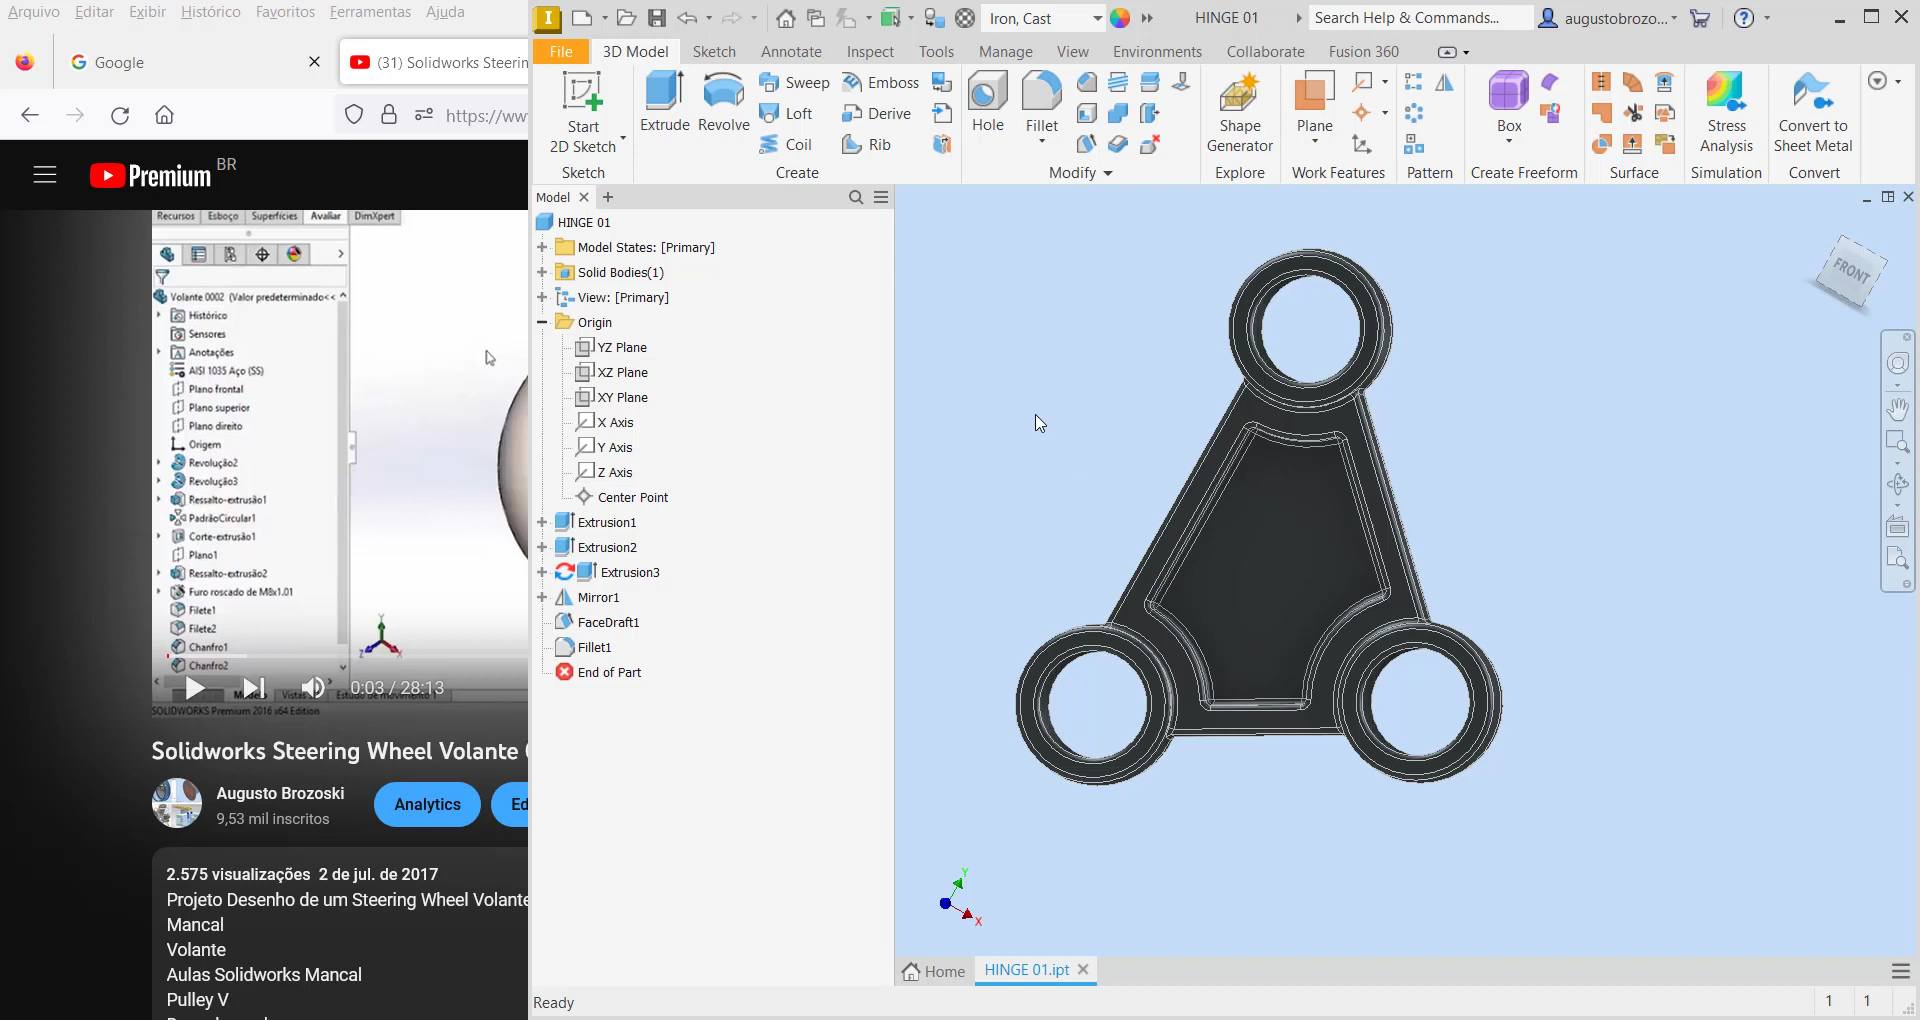 Arquivo Editar Exibir Histórico Favoritos Ferramentas Ajuda
Google
(31) Solidworks Steerin
https://ww
Premium BR
Recursos Esboço Superfícies Avaliar DimXpert
Volante 0002 (Valor predeterminado<<
Histórico
Sensores
Anotações
AISI 1035 Aço (SS)
Plano frontal
Plano superior
Plano direito
Origem
Revolução2
Revolução3
Ressalto-extrusão1
PadrãoCircular1
Corte-extrusão1
Plano1
Ressalto-extrusão2
Furo roscado de M8x1.01
Filete1
Filete2
Chanfro1
Chanfro2
Y
Z
X
0:03 / 28:13
SOLIDWORKS Premium 2016 x64 Edition
Solidworks Steering Wheel Volante
Augusto Brozoski
9,53 mil inscritos
Analytics
Ed
2.575 visualizações 2 de jul. de 2017
Projeto Desenho de um Steering Wheel Volante
Mancal
Volante
Aulas Solidworks Mancal
Pulley V
I
Iron, Cast
HINGE 01
Search Help & Commands...
augustobrozo...
File 3D Model Sketch Annotate Inspect Tools Manage View Environments Collaborate Fusion 360
Start
2D Sketch
Sketch
Extrude
Revolve
Sweep
Loft
Coil
Emboss
Derive
Rib
Create
Hole
Fillet
Modify
Shape
Generator
Explore
Plane
Work Features
Pattern
Box
Create Freeform
Surface
Stress
Analysis
Simulation
Convert to
Sheet Metal
Convert
Model
HINGE 01
Model States: [Primary]
Solid Bodies(1)
View: [Primary]
Origin
YZ Plane
XZ Plane
XY Plane
X Axis
Y Axis
Z Axis
Center Point
Extrusion1
Extrusion2
Extrusion3
Mirror1
FaceDraft1
Fillet1
End of Part
FRONT
Y
X
Home
HINGE 01.ipt
Ready
1 1